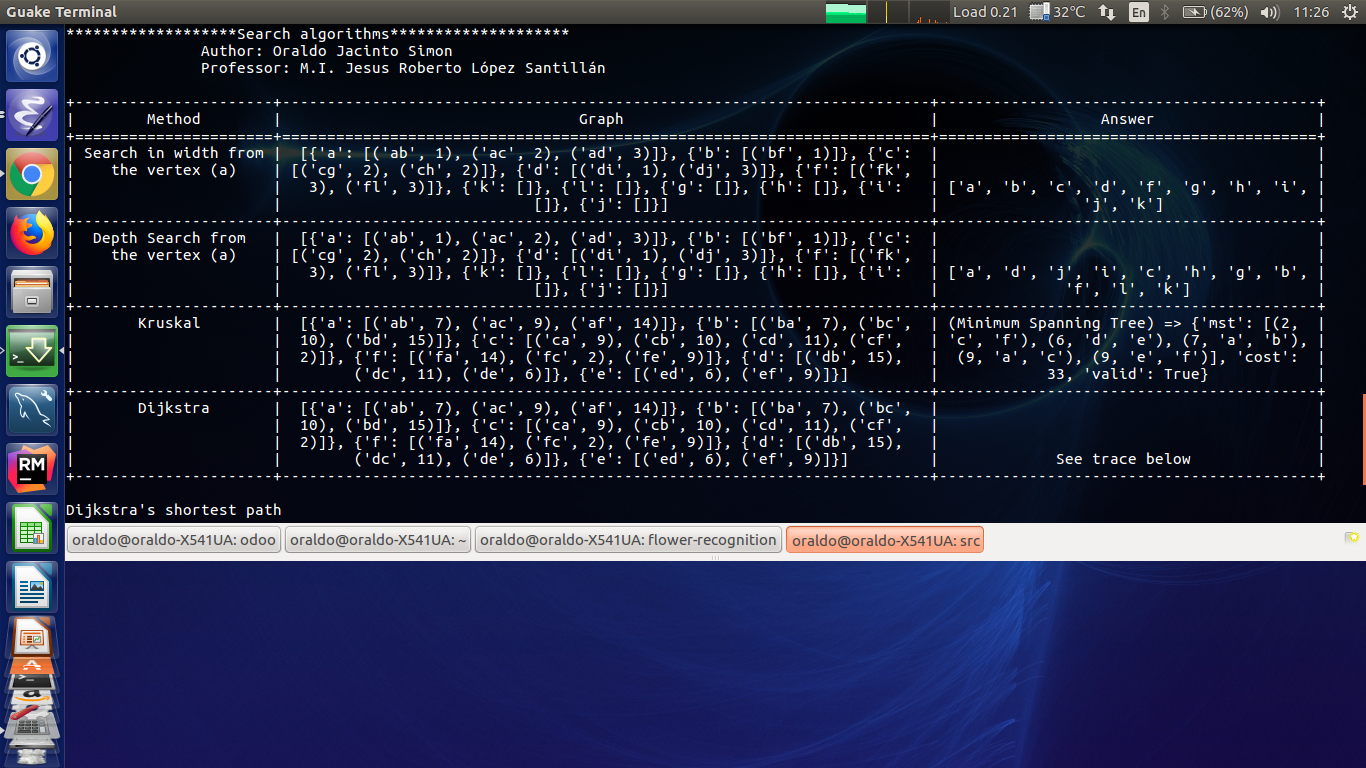 Guake Terminal
Load 0.21 32°C En (62%) 11:26
*******************Search algorithms********************
Author: Oraldo Jacinto Simon
Professor: M.I. Jesus Roberto López Santillán
+----------------------+------------------------------------------------------------------------+------------------------------------------+
| Method | Graph | Answer |
+======================+========================================================================+==========================================+
| Search in width from | [{'a': [('ab', 1), ('ac', 2), ('ad', 3)]}, {'b': [('bf', 1)]}, {'c': | |
| the vertex (a) | [('cg', 2), ('ch', 2)]}, {'d': [('di', 1), ('dj', 3)]}, {'f': [('fk', | |
| | 3), ('fl', 3)]}, {'k': []}, {'l': []}, {'g': []}, {'h': []}, {'i': | ['a', 'b', 'c', 'd', 'f', 'g', 'h', 'i', |
| | []}, {'j': []}] | 'j', 'k'] |
+----------------------+------------------------------------------------------------------------+------------------------------------------+
| Depth Search from | [{'a': [('ab', 1), ('ac', 2), ('ad', 3)]}, {'b': [('bf', 1)]}, {'c': | |
| the vertex (a) | [('cg', 2), ('ch', 2)]}, {'d': [('di', 1), ('dj', 3)]}, {'f': [('fk', | |
| | 3), ('fl', 3)]}, {'k': []}, {'l': []}, {'g': []}, {'h': []}, {'i': | ['a', 'd', 'j', 'i', 'c', 'h', 'g', 'b', |
| | []}, {'j': []}] | 'f', 'l', 'k'] |
+----------------------+------------------------------------------------------------------------+------------------------------------------+
| Kruskal | [{'a': [('ab', 7), ('ac', 9), ('af', 14)]}, {'b': [('ba', 7), ('bc', | (Minimum Spanning Tree) => {'mst': [(2, |
| | 10), ('bd', 15)]}, {'c': [('ca', 9), ('cb', 10), ('cd', 11), ('cf', | 'c', 'f'), (6, 'd', 'e'), (7, 'a', 'b'), |
| | 2)]}, {'f': [('fa', 14), ('fc', 2), ('fe', 9)]}, {'d': [('db', 15), | (9, 'a', 'c'), (9, 'e', 'f')], 'cost': |
| | ('dc', 11), ('de', 6)]}, {'e': [('ed', 6), ('ef', 9)]}] | 33, 'valid': True} |
+----------------------+------------------------------------------------------------------------+------------------------------------------+
| Dijkstra | [{'a': [('ab', 7), ('ac', 9), ('af', 14)]}, {'b': [('ba', 7), ('bc', | |
| | 10), ('bd', 15)]}, {'c': [('ca', 9), ('cb', 10), ('cd', 11), ('cf', | |
| | 2)]}, {'f': [('fa', 14), ('fc', 2), ('fe', 9)]}, {'d': [('db', 15), | |
| | ('dc', 11), ('de', 6)]}, {'e': [('ed', 6), ('ef', 9)]}] | See trace below |
+----------------------+------------------------------------------------------------------------+------------------------------------------+
Dijkstra's shortest path
oraldo@oraldo-X541UA: odoo oraldo@oraldo-X541UA: ~ oraldo@oraldo-X541UA: flower-recognition oraldo@oraldo-X541UA: src
RM